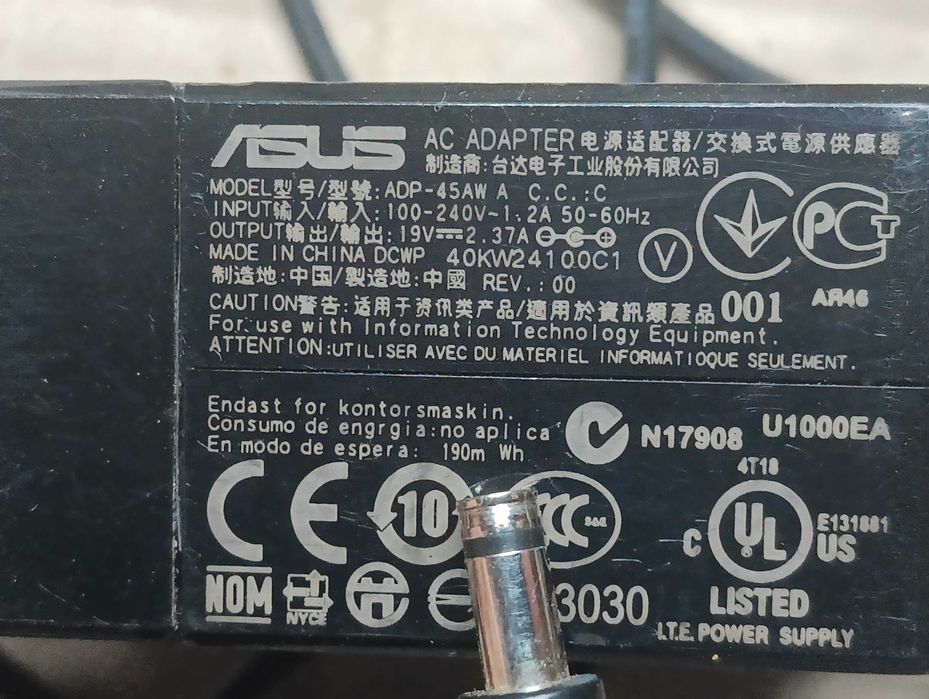 ASUS AC ADAPTER电源适配器/交換式電源供應器
制造商:台达电子工业股份有限公司
MODEL型号/型號:ADP-45AW A C.C.:C
INPUT输入/輸入:100-240V~1.2A 50-60Hz
OUTPUT输出/輸出:19V⎓2.37A
MADE IN CHINA DCWP 40KW24100C1
V
PCT
制造地:中国/製造地:中國 REV.:00
AR46
CAUTION警告:适用于资讯类产品/適用於資訊類產品 001
For use with Information Technology Equipment.
ATTENTION:UTILISER AVEC DU MATERIEL INFORMATIOQUE SEULEMENT.
Endast for kontorsmaskin.
Consumo de engrgia:no aplica
En modo de espera: 190m Wh
N17908
U1000EA
4T18
CE
10
CCC
S&E
C UL US
E131881
NOM
NYCE
3030
LISTED
I.T.E. POWER SUPPLY